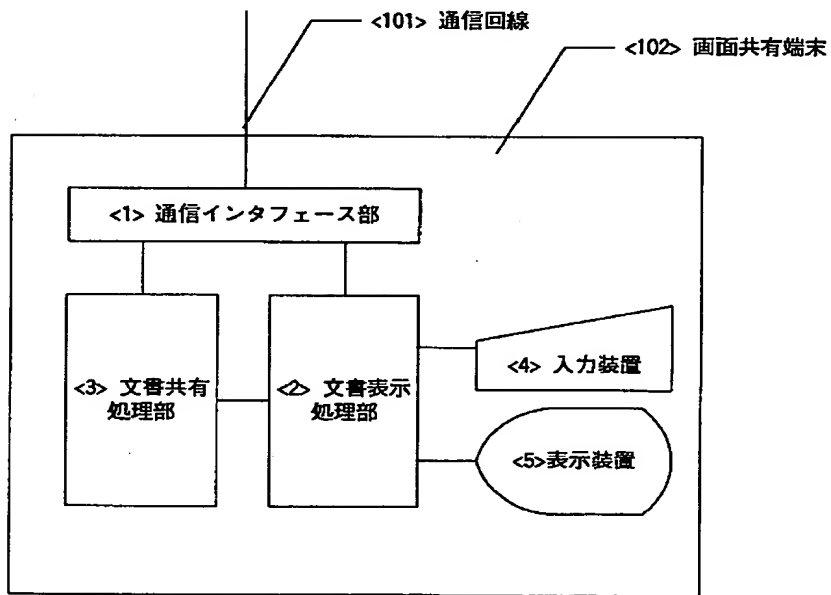 <101> 通信回線
<102> 画面共有端末
<1> 通信インタフェース部
<3> 文書共有
処理部
<2> 文書表示
処理部
<4> 入力装置
<5>表示装置